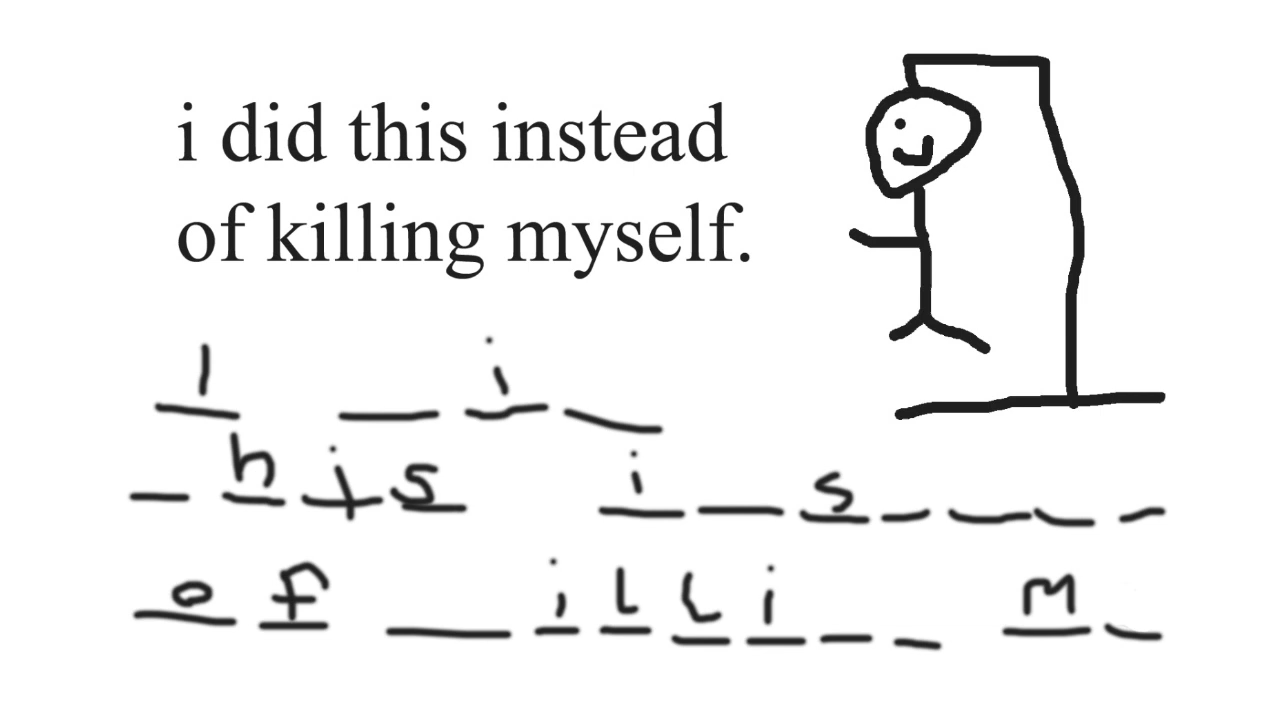 i did this instead
of killing myself.
I _ i _
_ h i s i _ s _ _ _ _
o f _ i l l i _ _ M _